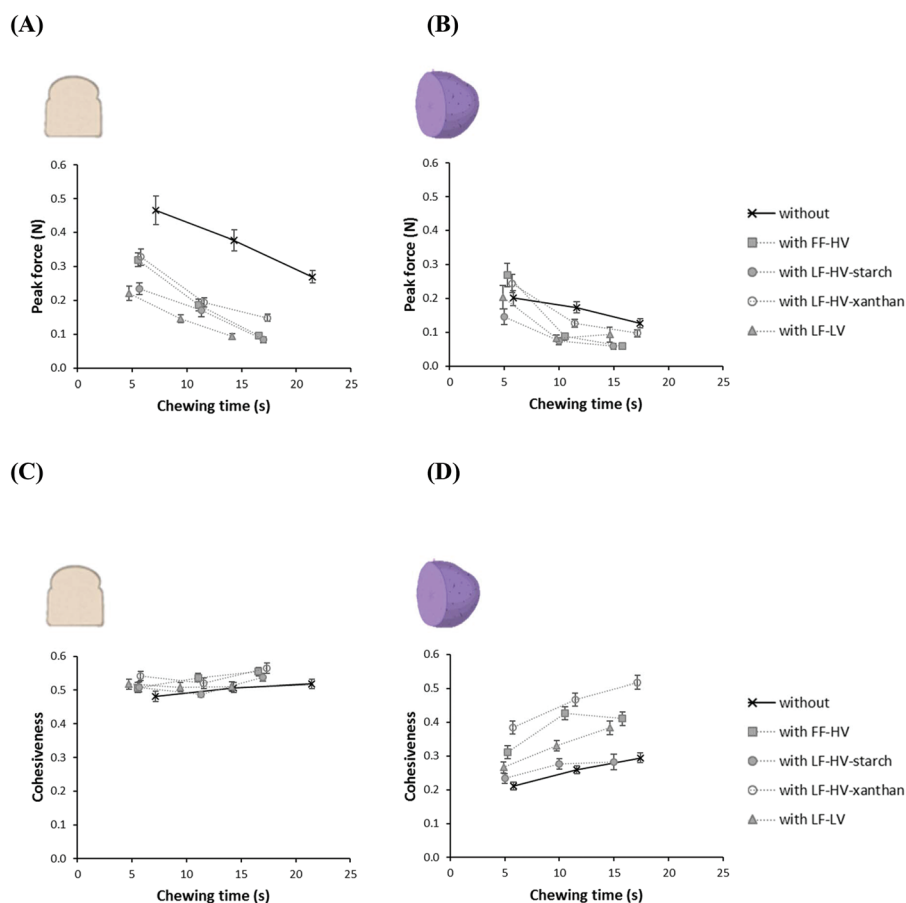 (A)
0.6
0.5
0.4
0.3
0.2
0.1
0.0
Peak force (N)
0 5 10 15 20 25
Chewing time (s)
(B)
0.6
0.5
0.4
0.3
0.2
0.1
0.0
Peak force (N)
0 5 10 15 20 25
Chewing time (s)
without
with FF-HV
with LF-HV-starch
with LF-HV-xanthan
with LF-LV
(C)
0.6
0.5
0.4
0.3
0.2
0.1
0.0
Cohesiveness
0 5 10 15 20 25
Chewing time (s)
(D)
0.6
0.5
0.4
0.3
0.2
0.1
0.0
Cohesiveness
0 5 10 15 20 25
Chewing time (s)
without
with FF-HV
with LF-HV-starch
with LF-HV-xanthan
with LF-LV